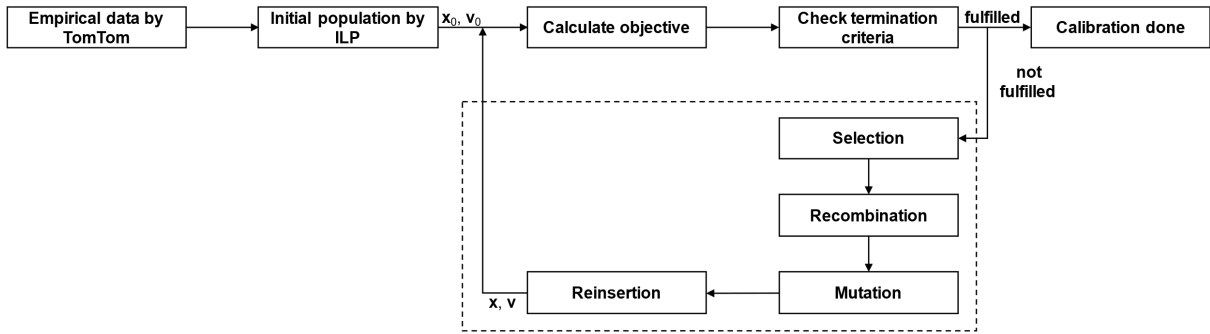 Empirical data by
TomTom
Initial population by
ILP
x₀, v₀
Calculate objective
Check termination
criteria
fulfilled
Calibration done
not
fulfilled
Selection
Recombination
Mutation
Reinsertion
x, v